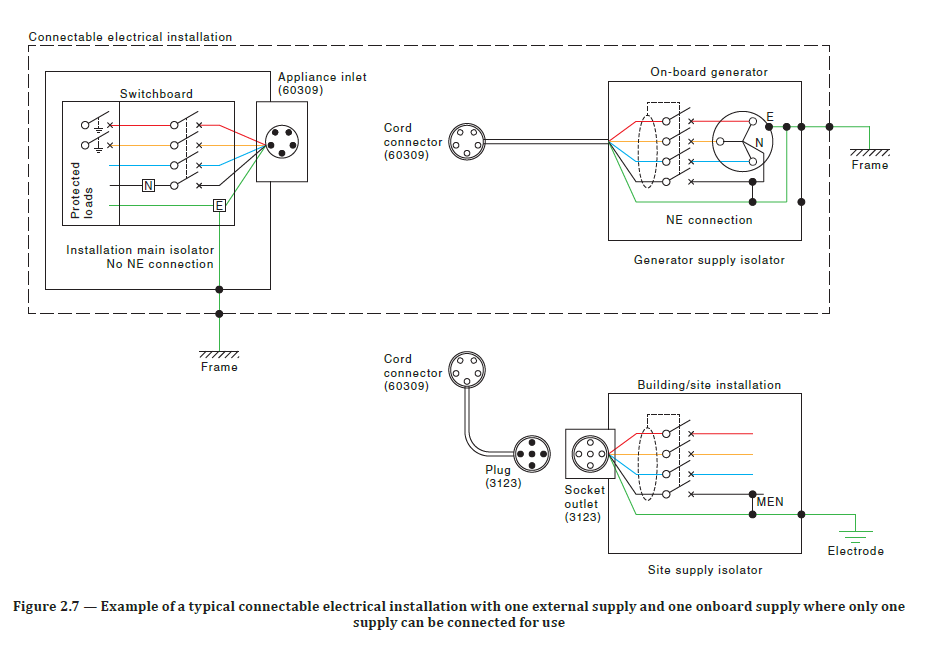 Connectable electrical installation
Appliance inlet
(60309)
Switchboard
Protected
loads
N
E
Installation main isolator
No NE connection
Frame
Cord
connector
(60309)
On-board generator
E
N
NE connection
Generator supply isolator
Frame
Cord
connector
(60309)
Plug
(3123)
Socket
outlet
(3123)
Building/site installation
MEN
Electrode
Site supply isolator
Figure 2.7 — Example of a typical connectable electrical installation with one external supply and one onboard supply where only one
supply can be connected for use